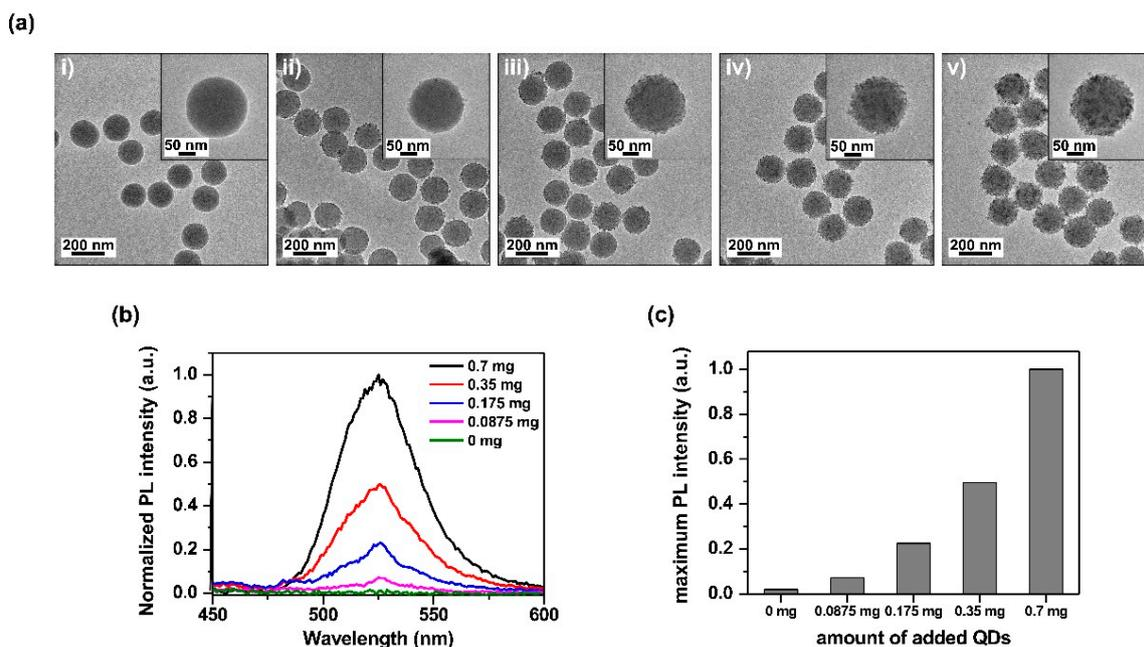 (a)
i)
50 nm
200 nm
ii)
50 nm
200 nm
iii)
50 nm
200 nm
iv)
50 nm
200 nm
v)
50 nm
200 nm
(b)
Normalized PL intensity (a.u.)
1.0
0.8
0.6
0.4
0.2
0.0
450
500
550
600
Wavelength (nm)
0.7 mg
0.35 mg
0.175 mg
0.0875 mg
0 mg
(c)
maximum PL intensity (a.u.)
1.0
0.8
0.6
0.4
0.2
0.0
0 mg
0.0875 mg
0.175 mg
0.35 mg
0.7 mg
amount of added QDs